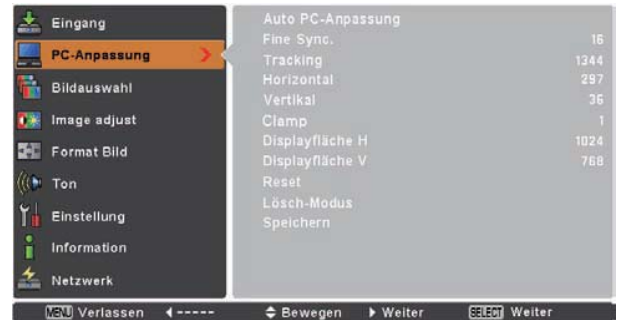 Eingang
PC-Anpassung
Bildauswahl
Image adjust
Format Bild
Ton
Einstellung
Information
Netzwerk
Auto PC-Anpassung
Fine Sync. 16
Tracking 1344
Horizontal 297
Vertikal 36
Clamp 1
Displayfläche H 1024
Displayfläche V 768
Reset
Lösch-Modus
Speichern
MENU Verlassen ◀----- ⬍ Bewegen ▶ Weiter SELECT Weiter